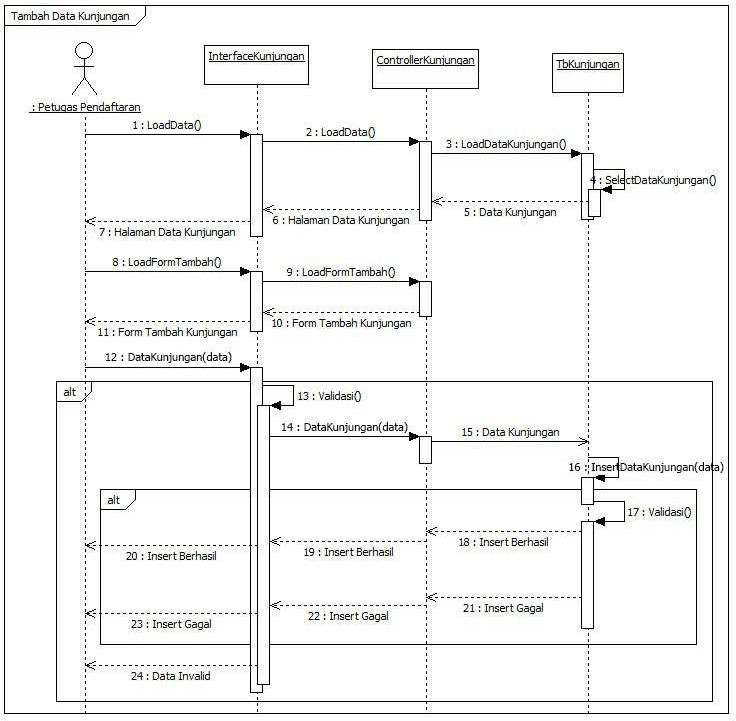 Tambah Data Kunjungan
InterfaceKunjungan
ControllerKunjungan
TbKunjungan
: Petugas Pendaftaran
1 : LoadData()
2 : LoadData()
3 : LoadDataKunjungan()
4 : SelectDataKunjungan()
5 : Data Kunjungan
6 : Halaman Data Kunjungan
7 : Halaman Data Kunjungan
8 : LoadFormTambah()
9 : LoadFormTambah()
10 : Form Tambah Kunjungan
11 : Form Tambah Kunjungan
12 : DataKunjungan(data)
alt
13 : Validasi()
14 : DataKunjungan(data)
15 : Data Kunjungan
16 : InsertDataKunjungan(data)
alt
17 : Validasi()
18 : Insert Berhasil
19 : Insert Berhasil
20 : Insert Berhasil
21 : Insert Gagal
22 : Insert Gagal
23 : Insert Gagal
24 : Data Invalid